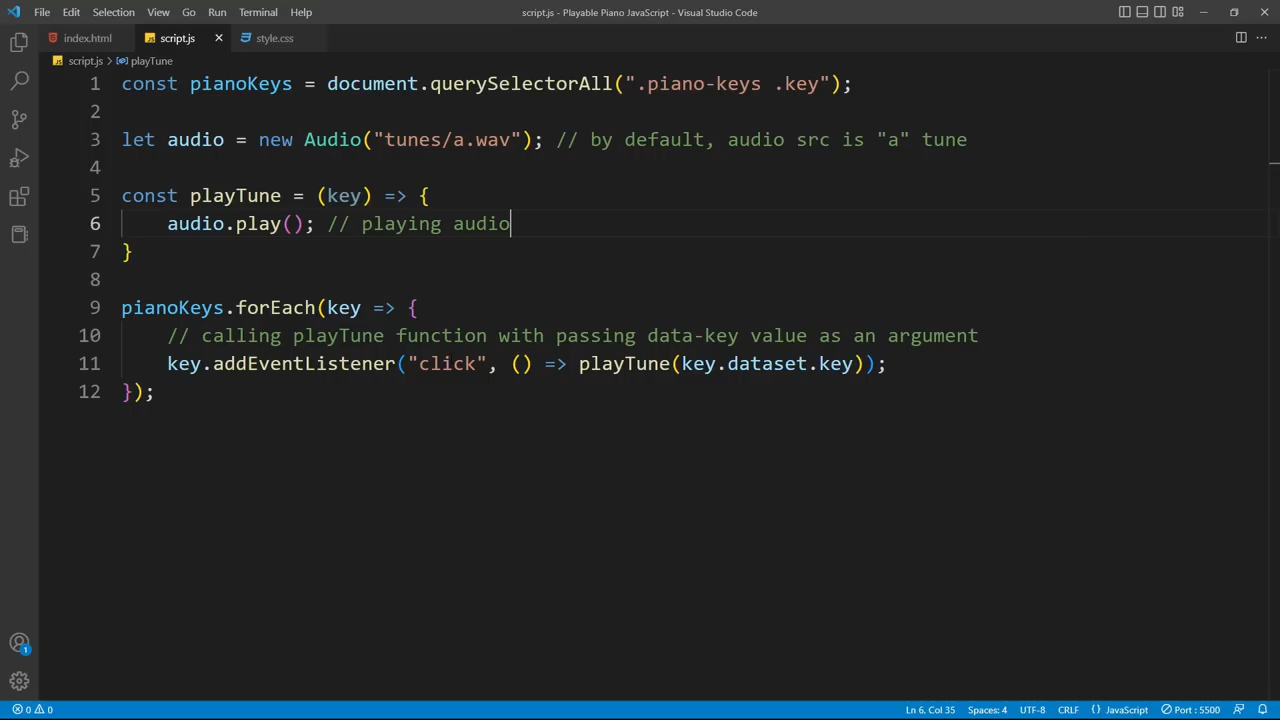 File Edit Selection View Go Run Terminal Help
script.js - Playable Piano JavaScript - Visual Studio Code
index.html script.js style.css
script.js > playTune
1 const pianoKeys = document.querySelectorAll(".piano-keys .key");
2
3 let audio = new Audio("tunes/a.wav"); // by default, audio src is "a" tune
4
5 const playTune = (key) => {
6 audio.play(); // playing audio
7 }
8
9 pianoKeys.forEach(key => {
10 // calling playTune function with passing data-key value as an argument
11 key.addEventListener("click", () => playTune(key.dataset.key));
12 });
1
0 0 Ln 6, Col 35 Spaces: 4 UTF-8 CRLF {} JavaScript Port : 5500